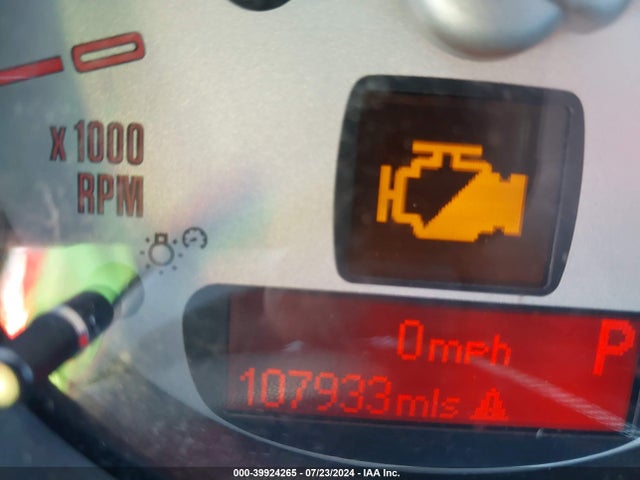 x1000
RPM
0mph P
107933mls
000-39924265 - 07/23/2024 - IAA Inc.